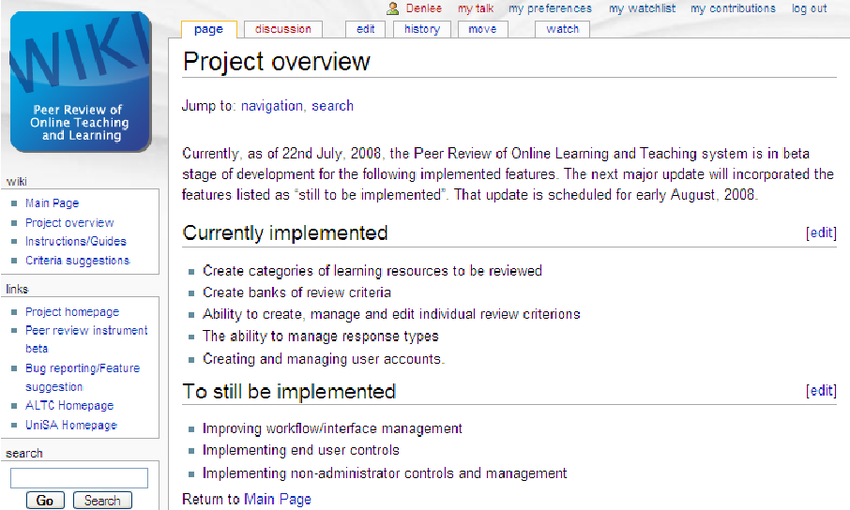 Denlee my talk my preferences my watchlist my contributions log out
page discussion edit history move watch
WIKI
Peer Review of
Online Teaching
and Learning
Project overview
Jump to: navigation, search
Currently, as of 22nd July, 2008, the Peer Review of Online Learning and Teaching system is in beta
stage of development for the following implemented features. The next major update will incorporated the
features listed as “still to be implemented”. That update is scheduled for early August, 2008.
Currently implemented [edit]
Create categories of learning resources to be reviewed
Create banks of review criteria
Ability to create, manage and edit individual review criterions
The ability to manage response types
Creating and managing user accounts.
To still be implemented [edit]
Improving workflow/interface management
Implementing end user controls
Implementing non-administrator controls and management
Return to Main Page
wiki
Main Page
Project overview
Instructions/Guides
Criteria suggestions
links
Project homepage
Peer review instrument
beta
Bug reporting/Feature
suggestion
ALTC Homepage
UniSA Homepage
search
Go Search